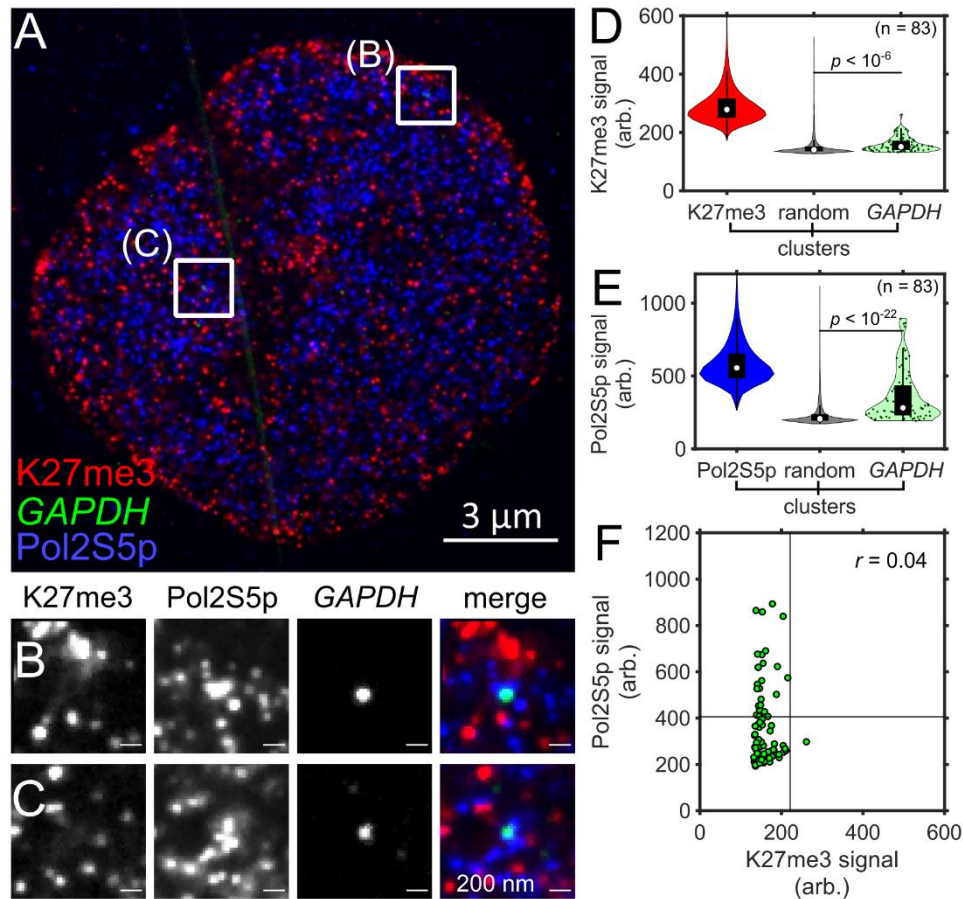 A
(B)
(C)
K27me3
GAPDH
Pol2S5p
3 μm
K27me3 Pol2S5p GAPDH merge
B
C
200 nm
D
(n = 83)
p < 10⁻⁶
600
400
200
0
K27me3 signal
(arb.)
K27me3 random GAPDH
clusters
E
(n = 83)
p < 10⁻²²
1000
500
0
Pol2S5p signal
(arb.)
Pol2S5p random GAPDH
clusters
F
r = 0.04
1200
1000
800
600
400
200
0
Pol2S5p signal
(arb.)
0 200 400 600
K27me3 signal
(arb.)